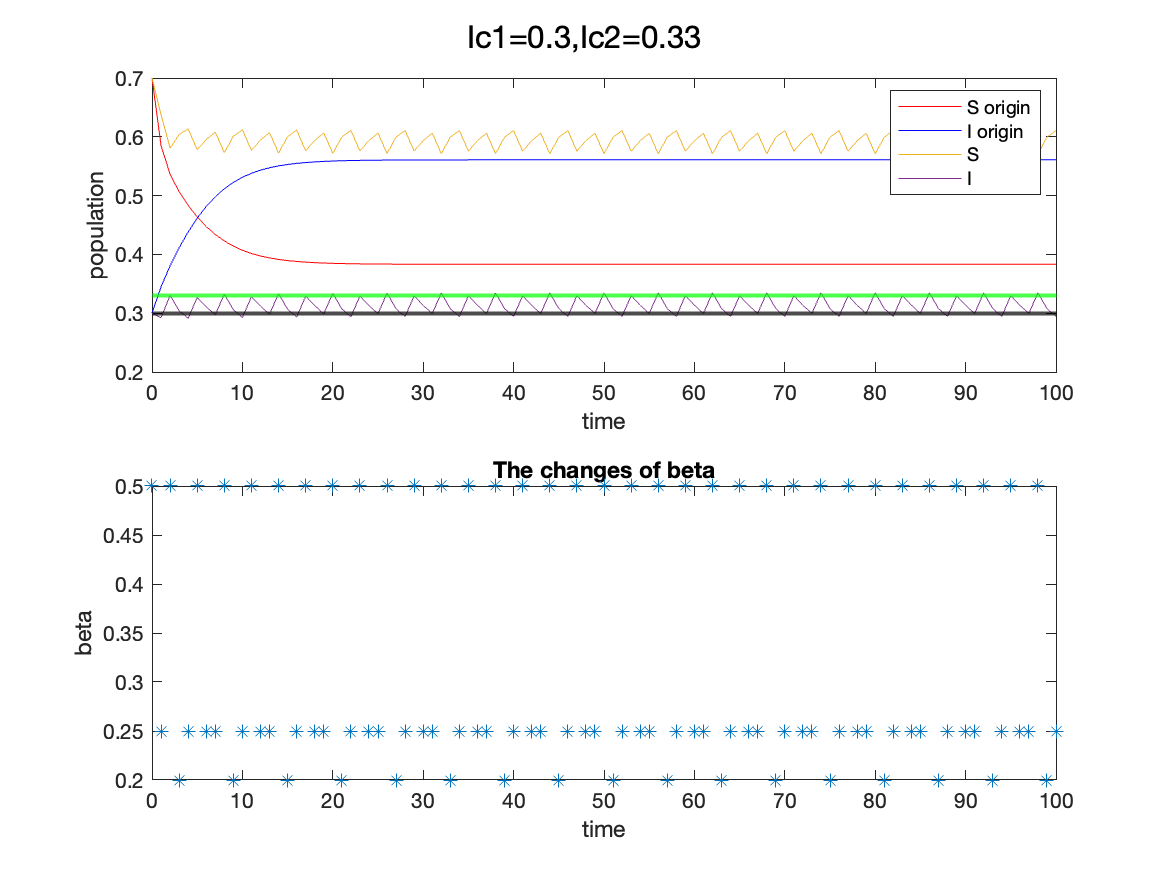 Ic1=0.3,Ic2=0.33
0.7
0.6
0.5
0.4
0.3
0.2
population
S origin
I origin
S
I
0 10 20 30 40 50 60 70 80 90 100
time
The changes of beta
0.5
0.45
0.4
0.35
0.3
0.25
0.2
beta
0 10 20 30 40 50 60 70 80 90 100
time